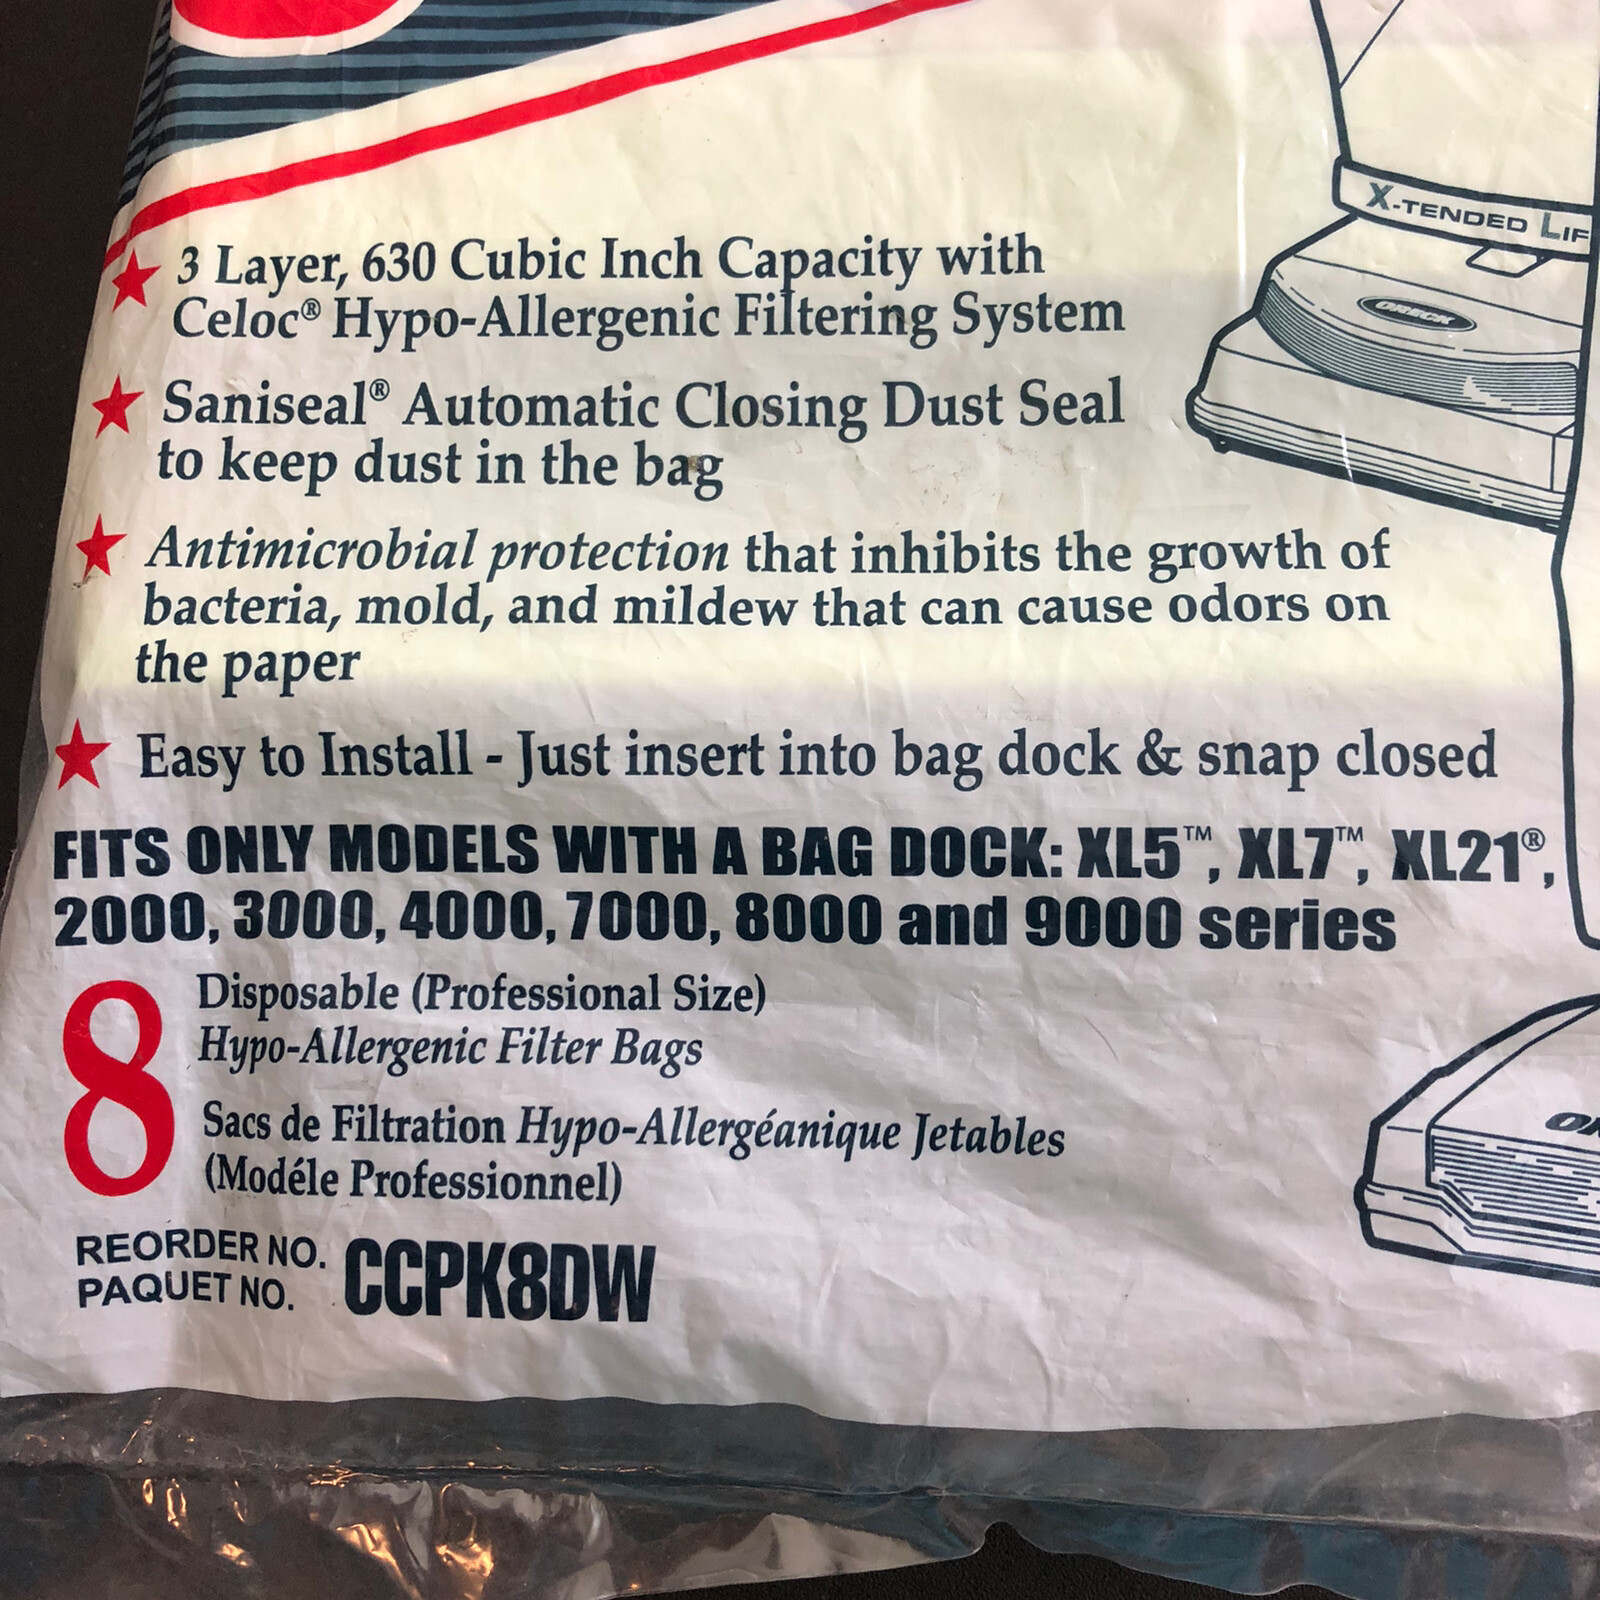 X-TENDED LIF
ORECK
3 Layer, 630 Cubic Inch Capacity with
Celoc® Hypo-Allergenic Filtering System
Saniseal® Automatic Closing Dust Seal
to keep dust in the bag
Antimicrobial protection that inhibits the growth of
bacteria, mold, and mildew that can cause odors on
the paper
Easy to Install - Just insert into bag dock & snap closed
FITS ONLY MODELS WITH A BAG DOCK: XL5™, XL7™, XL21®,
2000, 3000, 4000, 7000, 8000 and 9000 series
8
Disposable (Professional Size)
Hypo-Allergenic Filter Bags
Sacs de Filtration Hypo-Allergéanique Jetables
(Modéle Professionnel)
OR
REORDER NO.
PAQUET NO.
CCPK8DW